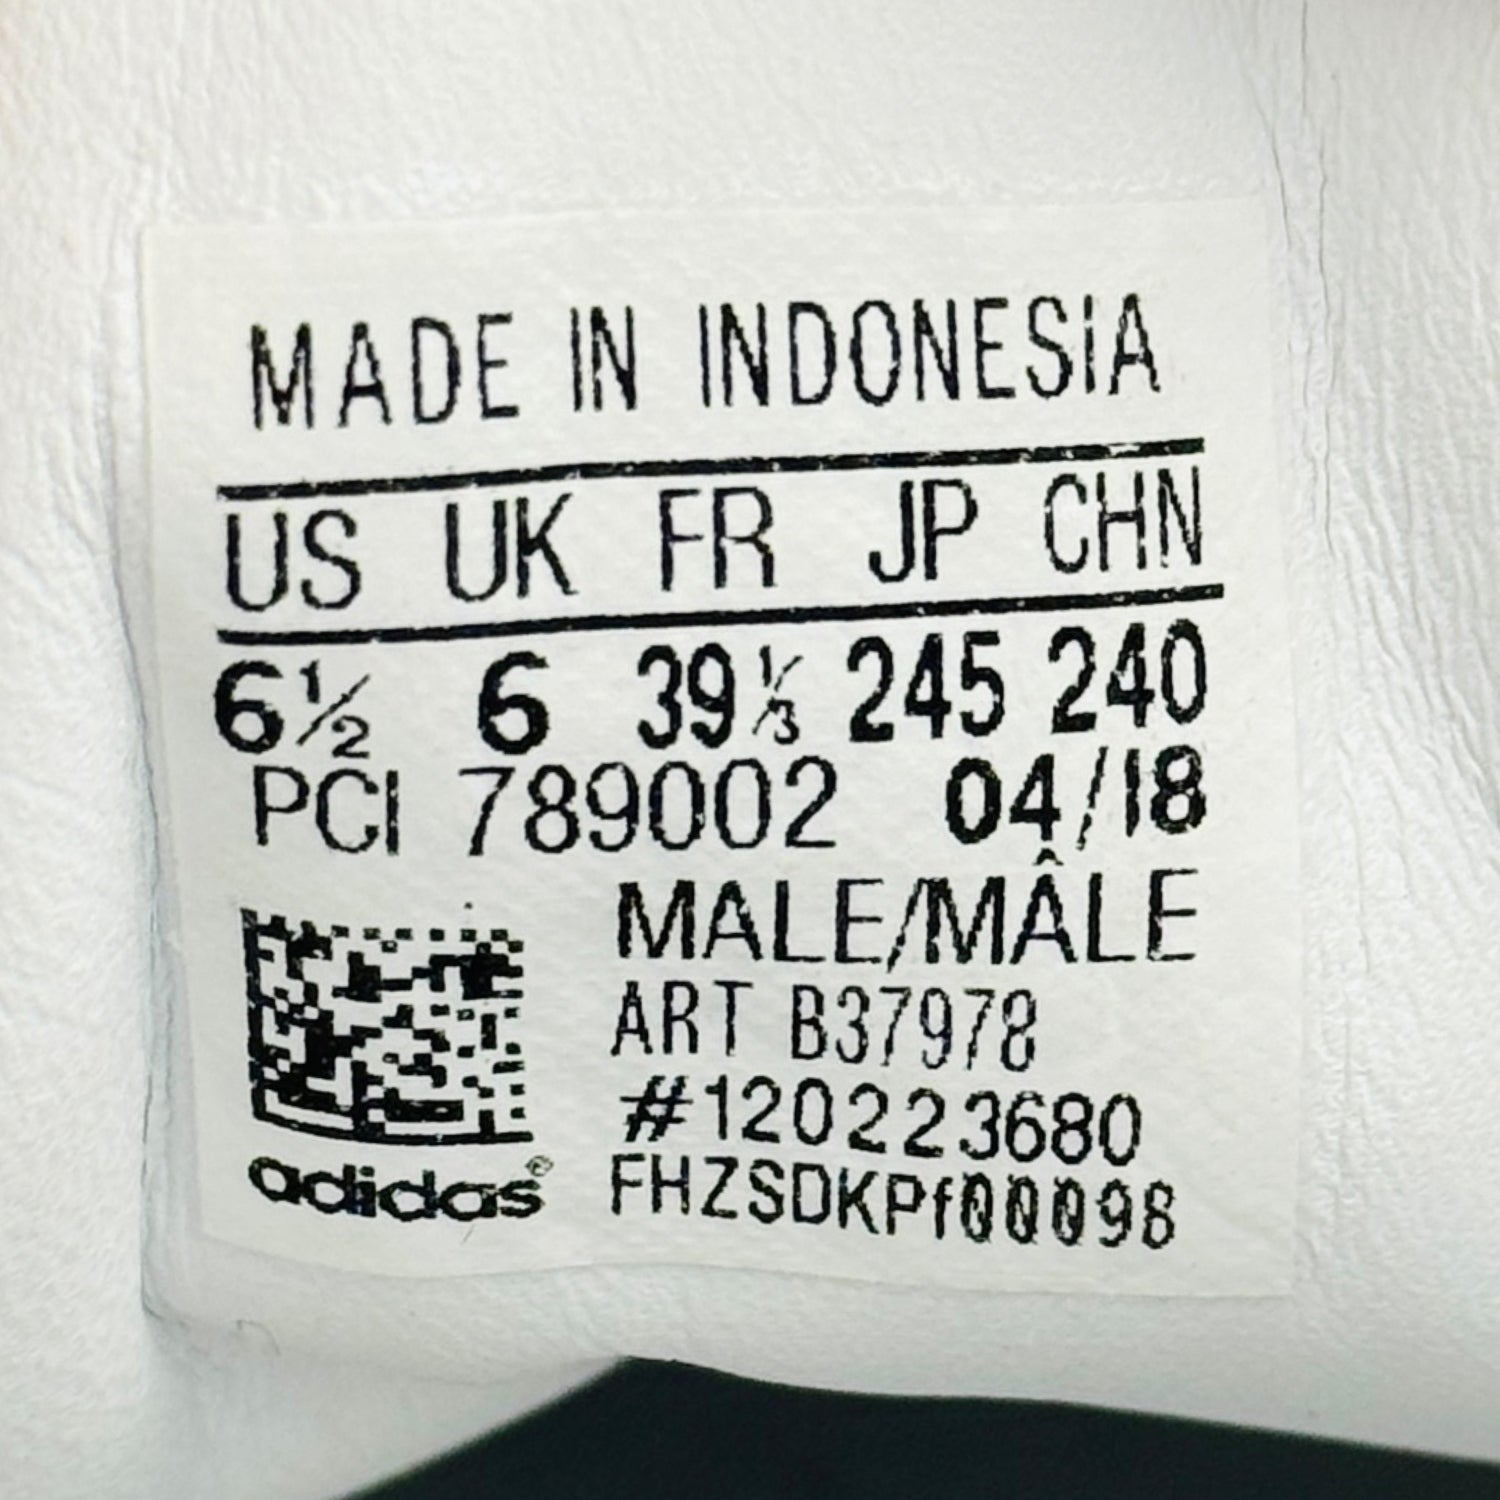 MADE IN INDONESIA
US UK FR JP CHN
6½ 6 39⅓ 245 240
PCI 789002 04/18
MALE/MÂLE
ART B37978
#120223680
adidas® FHZSDKPf00098